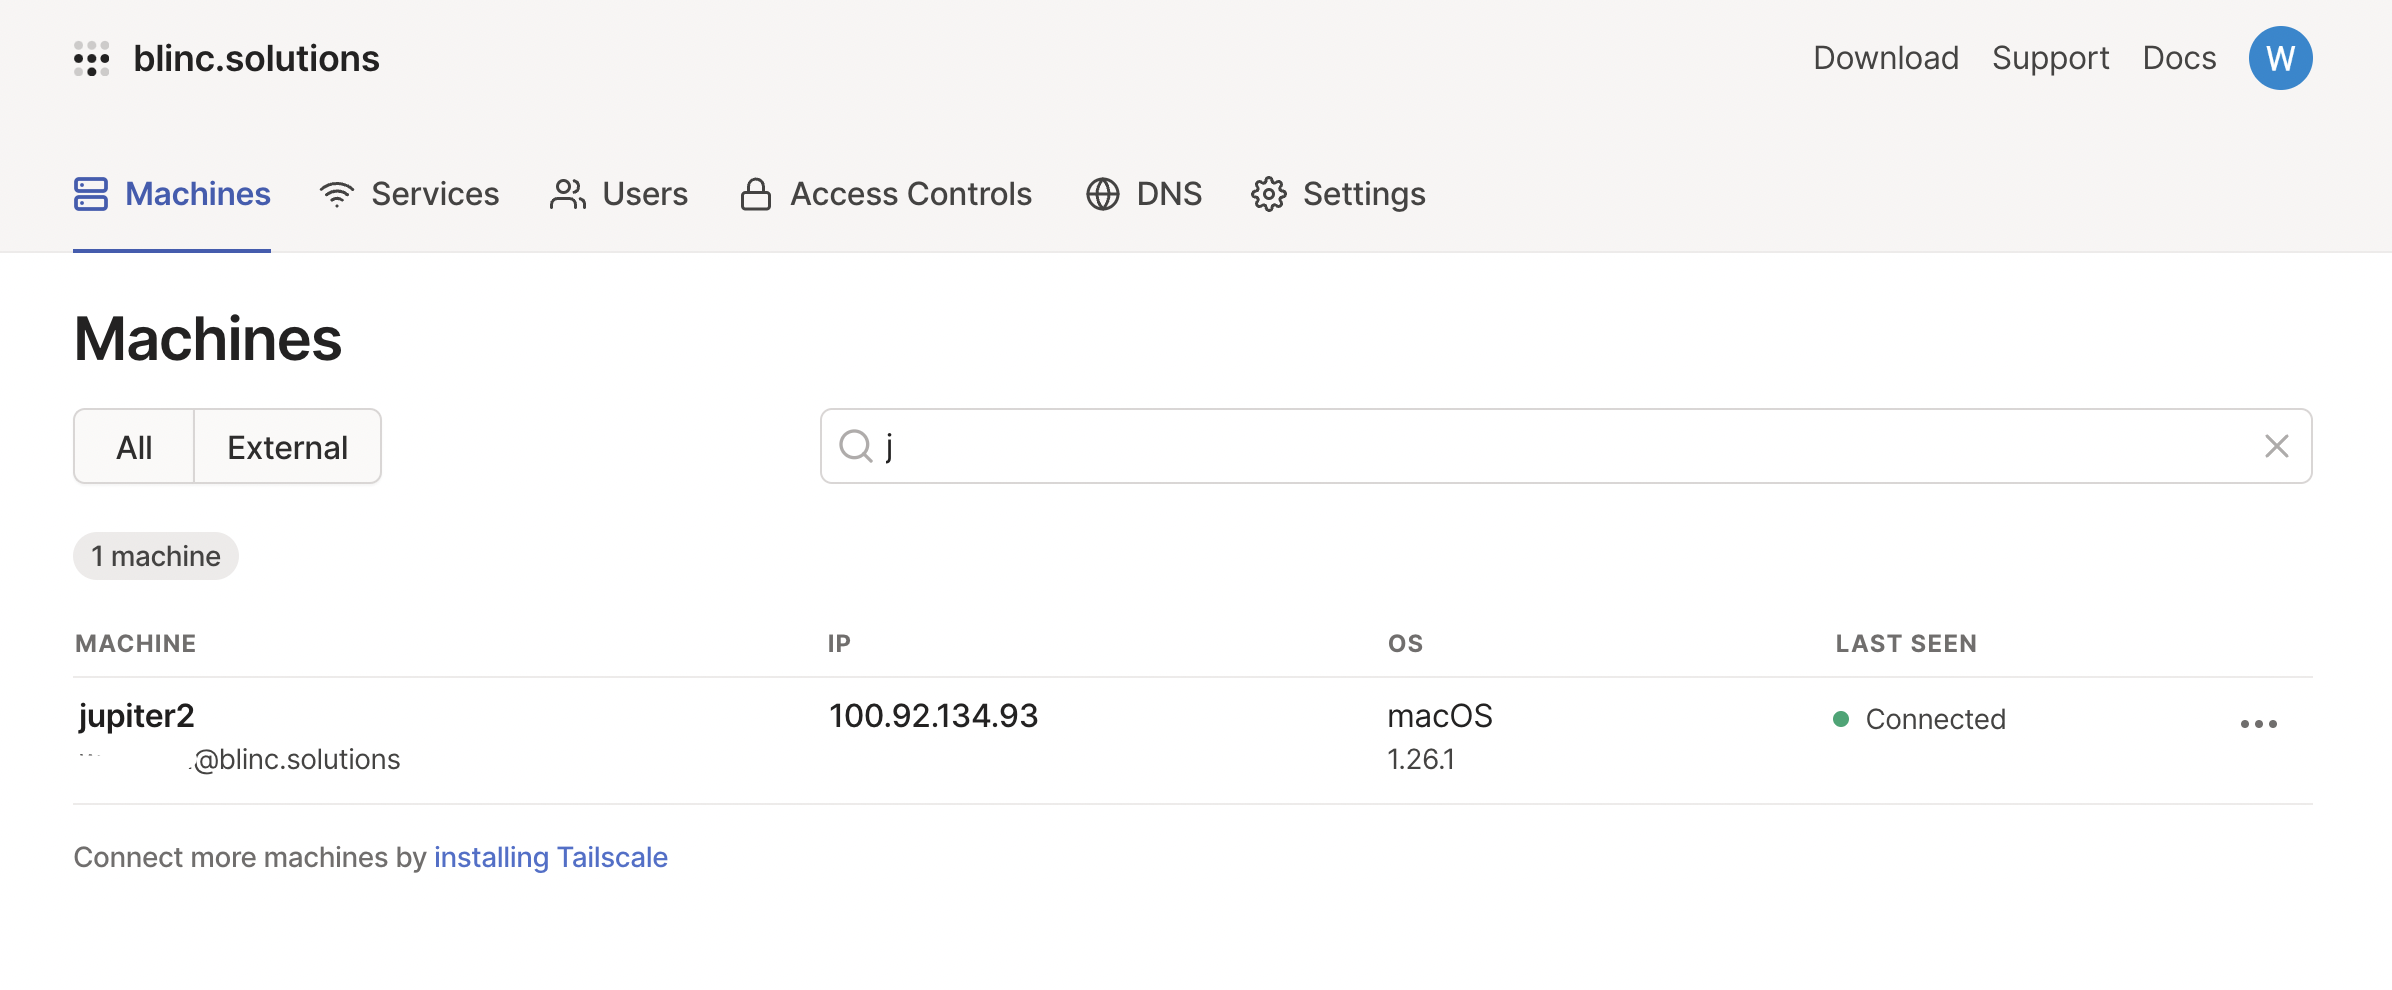 blinc.solutions
Download Support Docs W
Machines Services Users Access Controls DNS Settings
Machines
All External j
1 machine
MACHINE IP OS LAST SEEN
jupiter2 100.92.134.93 macOS Connected
@blinc.solutions 1.26.1
Connect more machines by installing Tailscale